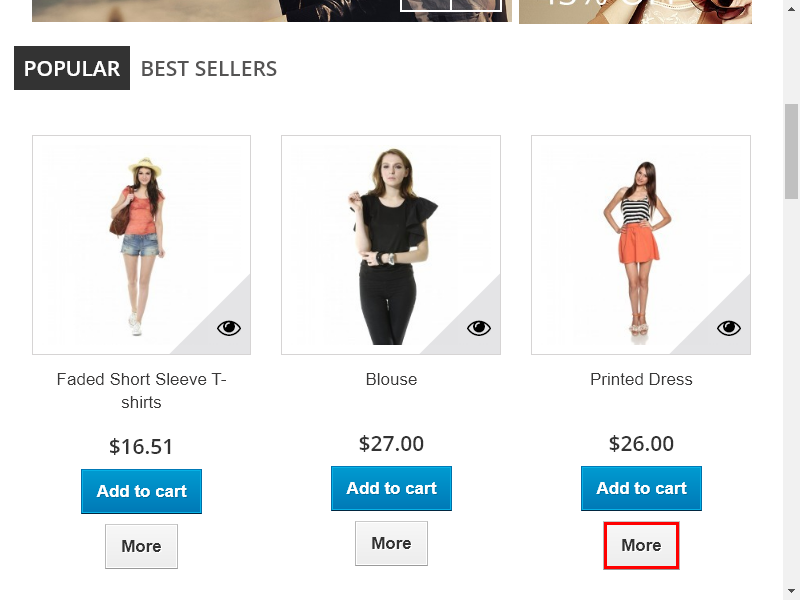 POPULAR
BEST SELLERS
Faded Short Sleeve T-
shirts
Blouse
Printed Dress
$16.51
$27.00
$26.00
Add to cart
Add to cart
Add to cart
More
More
More